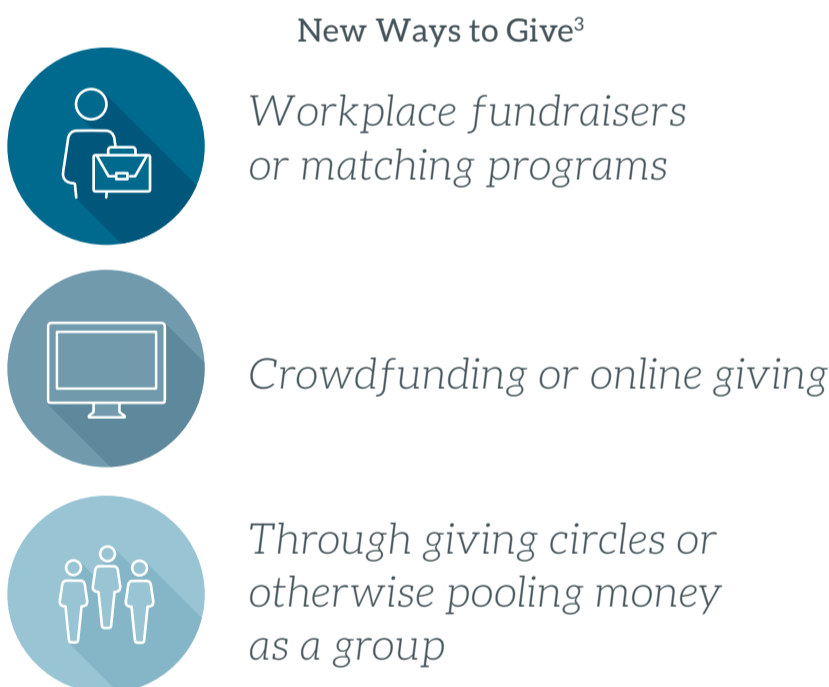 New Ways to Give³
Workplace fundraisers
or matching programs
Crowdfunding or online giving
Through giving circles or
otherwise pooling money
as a group